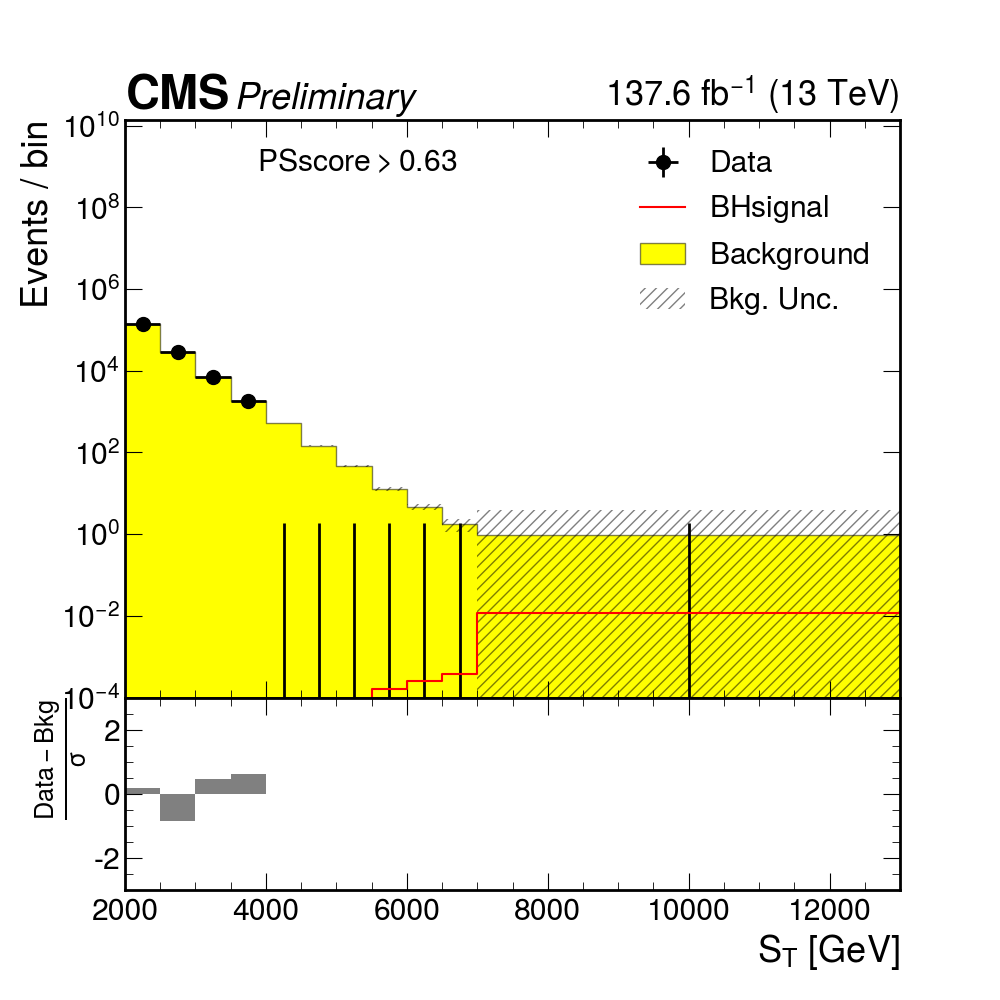 CMS Preliminary 137.6 fb⁻¹ (13 TeV)
Events / bin
PSscore > 0.63
Data
BHsignal
Background
Bkg. Unc.
10¹⁰
10⁸
10⁶
10⁴
10²
10⁰
10⁻²
10⁻⁴
Data – Bkg
σ
2
0
-2
2000 4000 6000 8000 10000 12000
S_T [GeV]